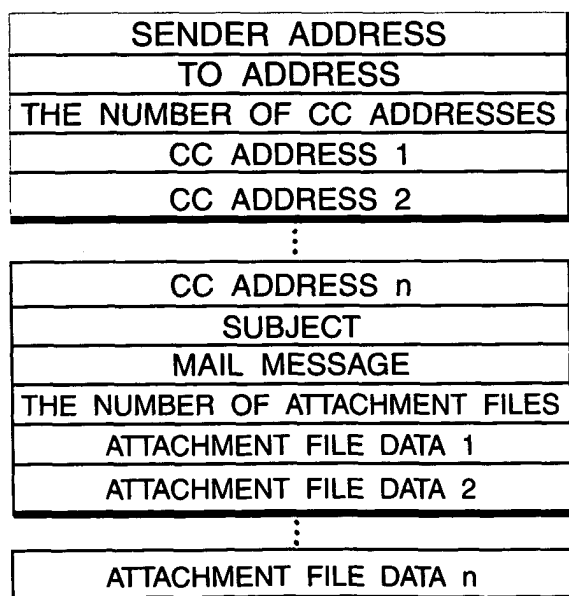 SENDER ADDRESS
TO ADDRESS
THE NUMBER OF CC ADDRESSES
CC ADDRESS 1
CC ADDRESS 2
CC ADDRESS n
SUBJECT
MAIL MESSAGE
THE NUMBER OF ATTACHMENT FILES
ATTACHMENT FILE DATA 1
ATTACHMENT FILE DATA 2
ATTACHMENT FILE DATA n